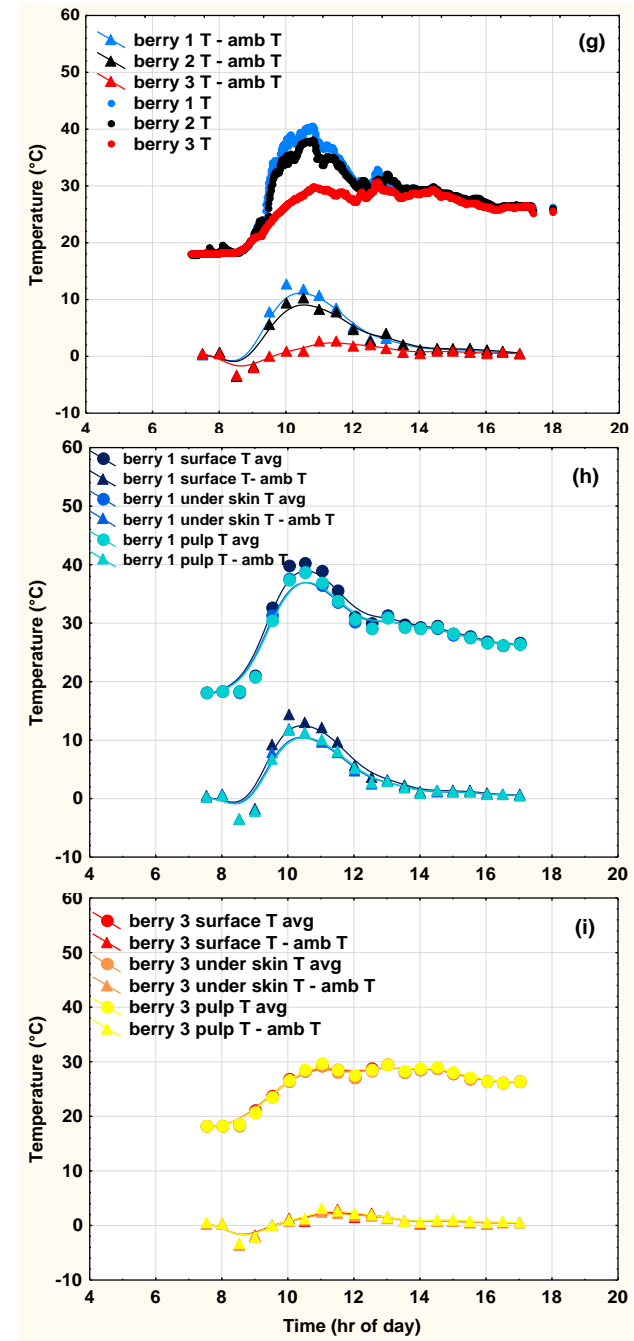 60
50
40
30
20
10
0
-10
Temperature (°C)
(g)
berry 1 T - amb T
berry 2 T - amb T
berry 3 T - amb T
berry 1 T
berry 2 T
berry 3 T
4 6 8 10 12 14 16 18 20
60
50
40
30
20
10
0
-10
Temperature (°C)
(h)
berry 1 surface T avg
berry 1 surface T- amb T
berry 1 under skin T avg
berry 1 under skin T - amb T
berry 1 pulp T avg
berry 1 pulp T - amb T
4 6 8 10 12 14 16 18 20
60
50
40
30
20
10
0
-10
Temperature (°C)
(i)
berry 3 surface T avg
berry 3 surface T - amb T
berry 3 under skin T avg
berry 3 under skin T - amb T
berry 3 pulp T avg
berry 3 pulp T - amb T
4 6 8 10 12 14 16 18 20
Time (hr of day)